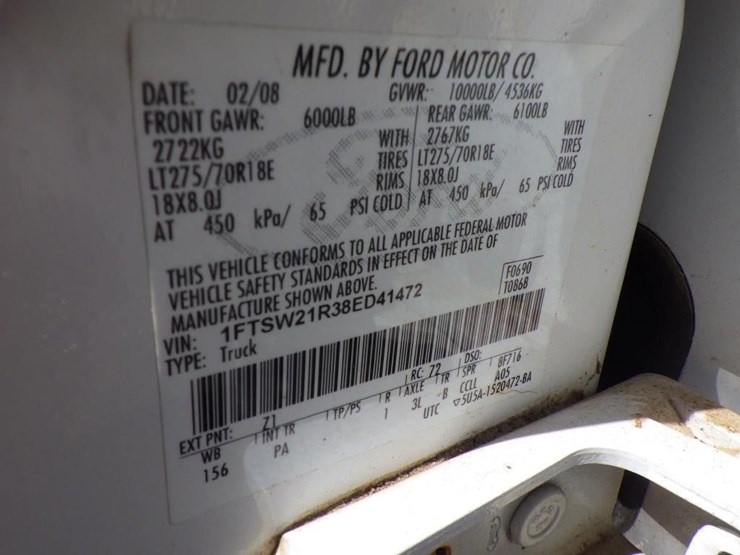 MFD. BY FORD MOTOR CO.
DATE: 02/08 GVWR: 10000LB/ 4536KG
FRONT GAWR: 6000LB REAR GAWR: 6100LB
2722KG WITH 2767KG WITH
LT275/70R18E TIRES LT275/70R18E TIRES
18X8.0J RIMS 18X8.0J RIMS
AT 450 kPa/ 65 PSI COLD AT 450 kPa/ 65 PSI COLD
THIS VEHICLE CONFORMS TO ALL APPLICABLE FEDERAL MOTOR
VEHICLE SAFETY STANDARDS IN EFFECT ON THE DATE OF
MANUFACTURE SHOWN ABOVE.
VIN: 1FTSW21R38ED41472 F0690
TYPE: Truck T0868
EXT PNT: Z1 RC: 72 DSO:
WB INT TR TP/PS R AXLE TR SPR BF716
156 PA 1 3L B CCLL A05
UTC 5U5A-1520472-BA